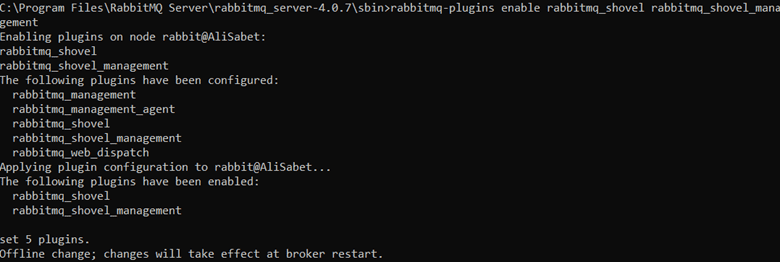 C:\Program Files\RabbitMQ Server\rabbitmq_server-4.0.7\sbin>rabbitmq-plugins enable rabbitmq_shovel rabbitmq_shovel_mana
gement
Enabling plugins on node rabbit@AliSabet:
rabbitmq_shovel
rabbitmq_shovel_management
The following plugins have been configured:
  rabbitmq_management
  rabbitmq_management_agent
  rabbitmq_shovel
  rabbitmq_shovel_management
  rabbitmq_web_dispatch
Applying plugin configuration to rabbit@AliSabet...
The following plugins have been enabled:
  rabbitmq_shovel
  rabbitmq_shovel_management

set 5 plugins.
Offline change; changes will take effect at broker restart.